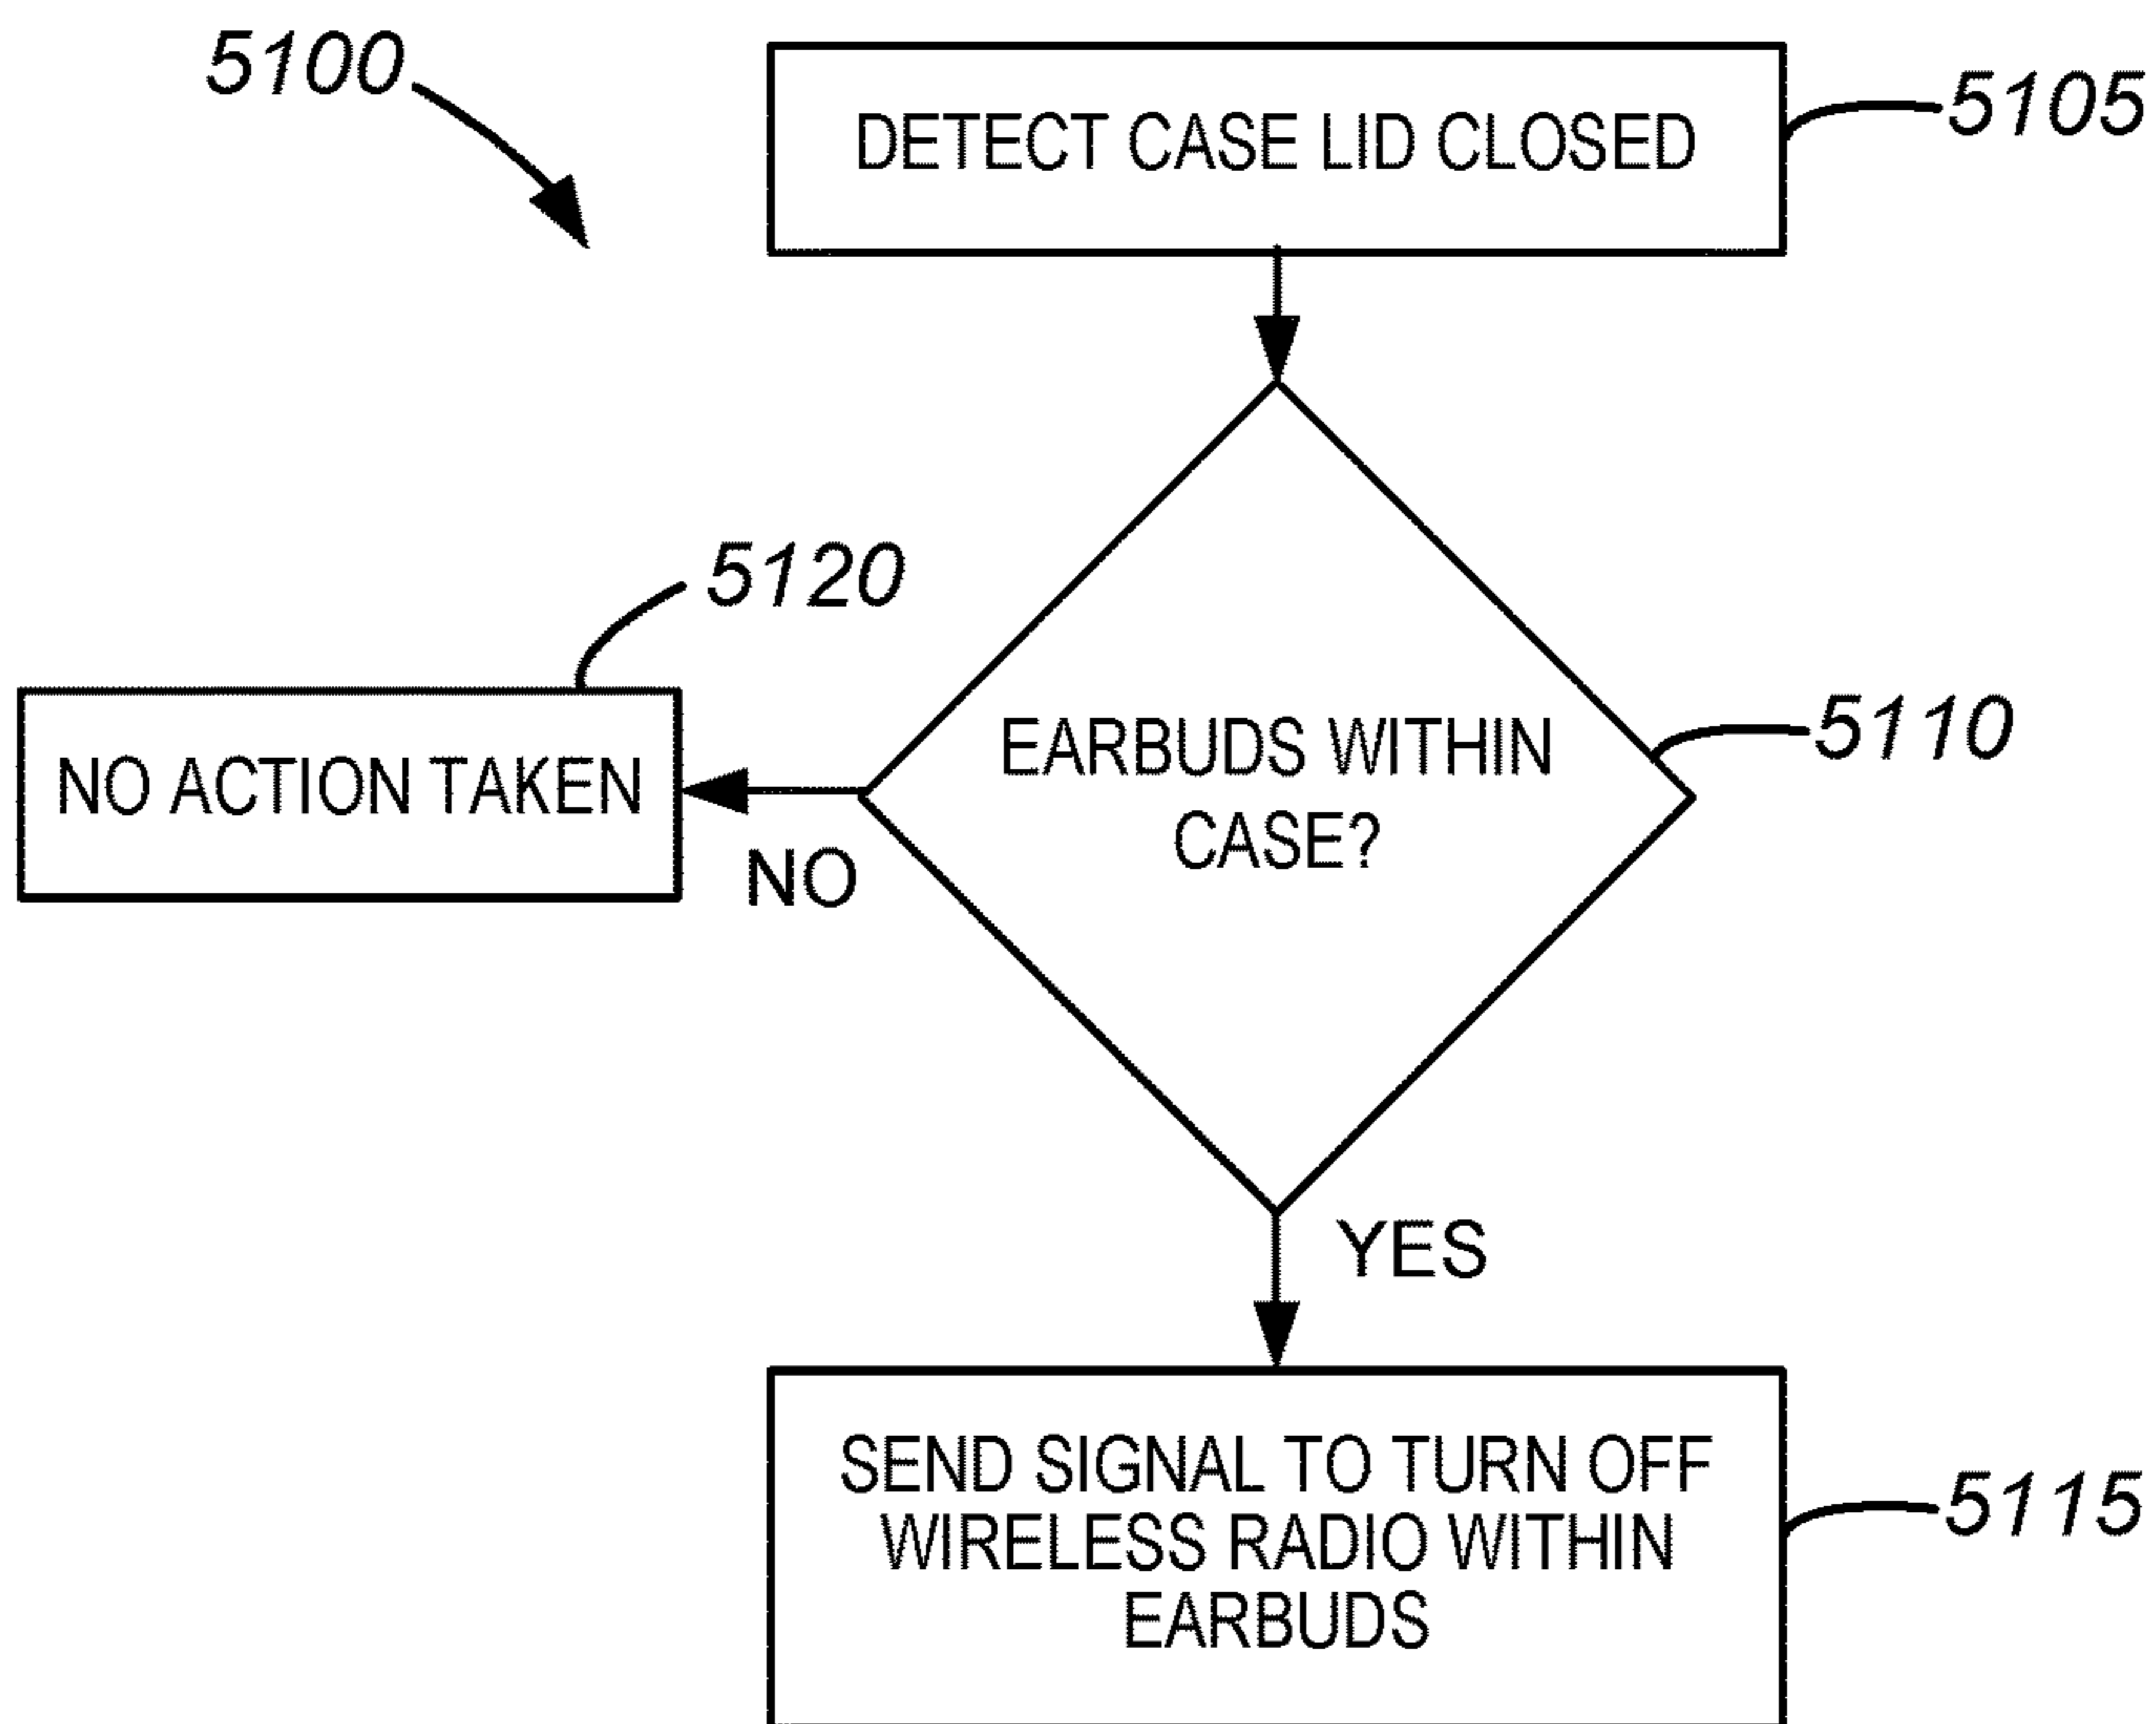 5100
DETECT CASE LID CLOSED
5105
5120
EARBUDS WITHIN
CASE?
5110
NO ACTION TAKEN
NO
YES
SEND SIGNAL TO TURN OFF
WIRELESS RADIO WITHIN
EARBUDS
5115